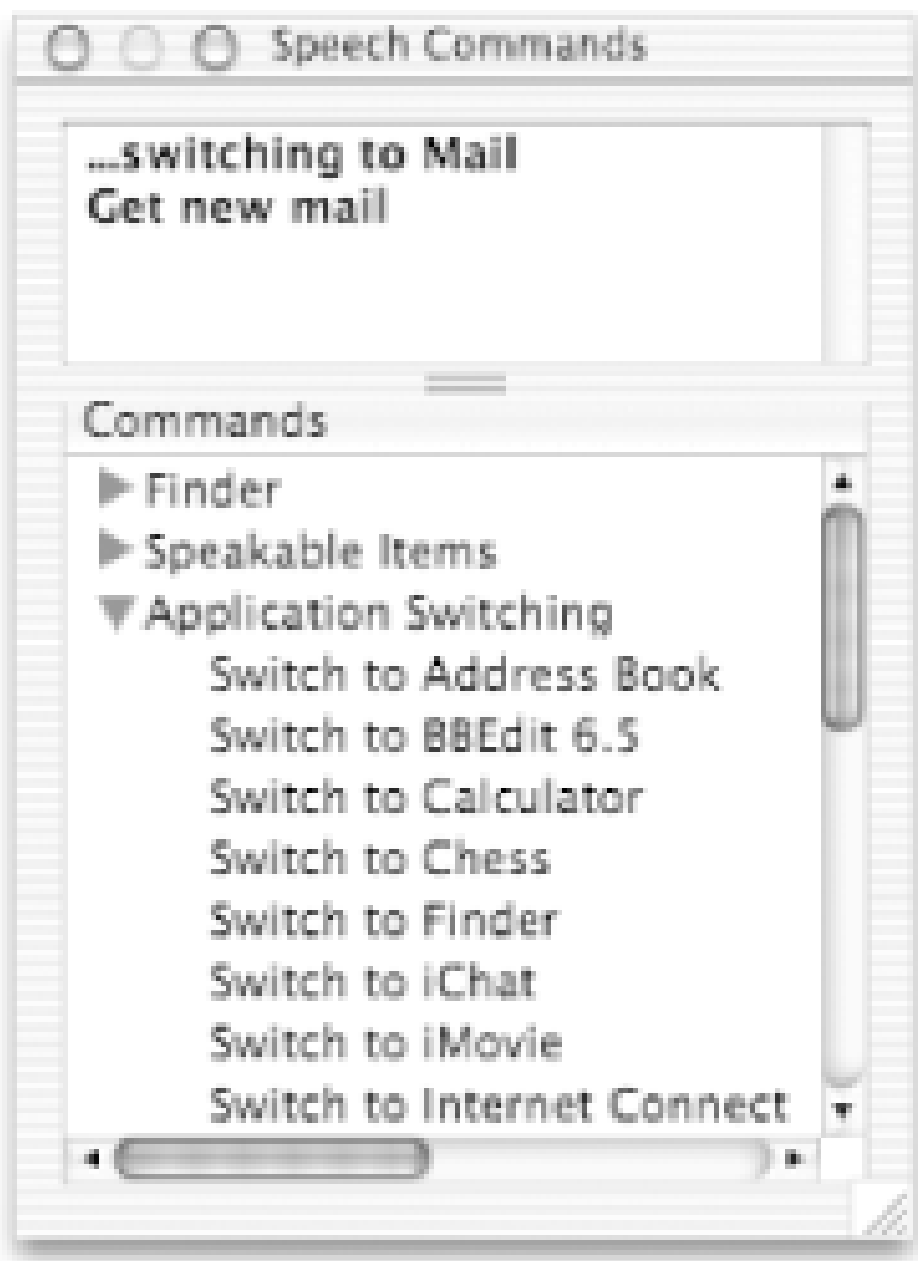 Speech Commands
...switching to Mail
Get new mail
Commands
Finder
Speakable Items
Application Switching
Switch to Address Book
Switch to BBEdit 6.5
Switch to Calculator
Switch to Chess
Switch to Finder
Switch to iChat
Switch to iMovie
Switch to Internet Connect